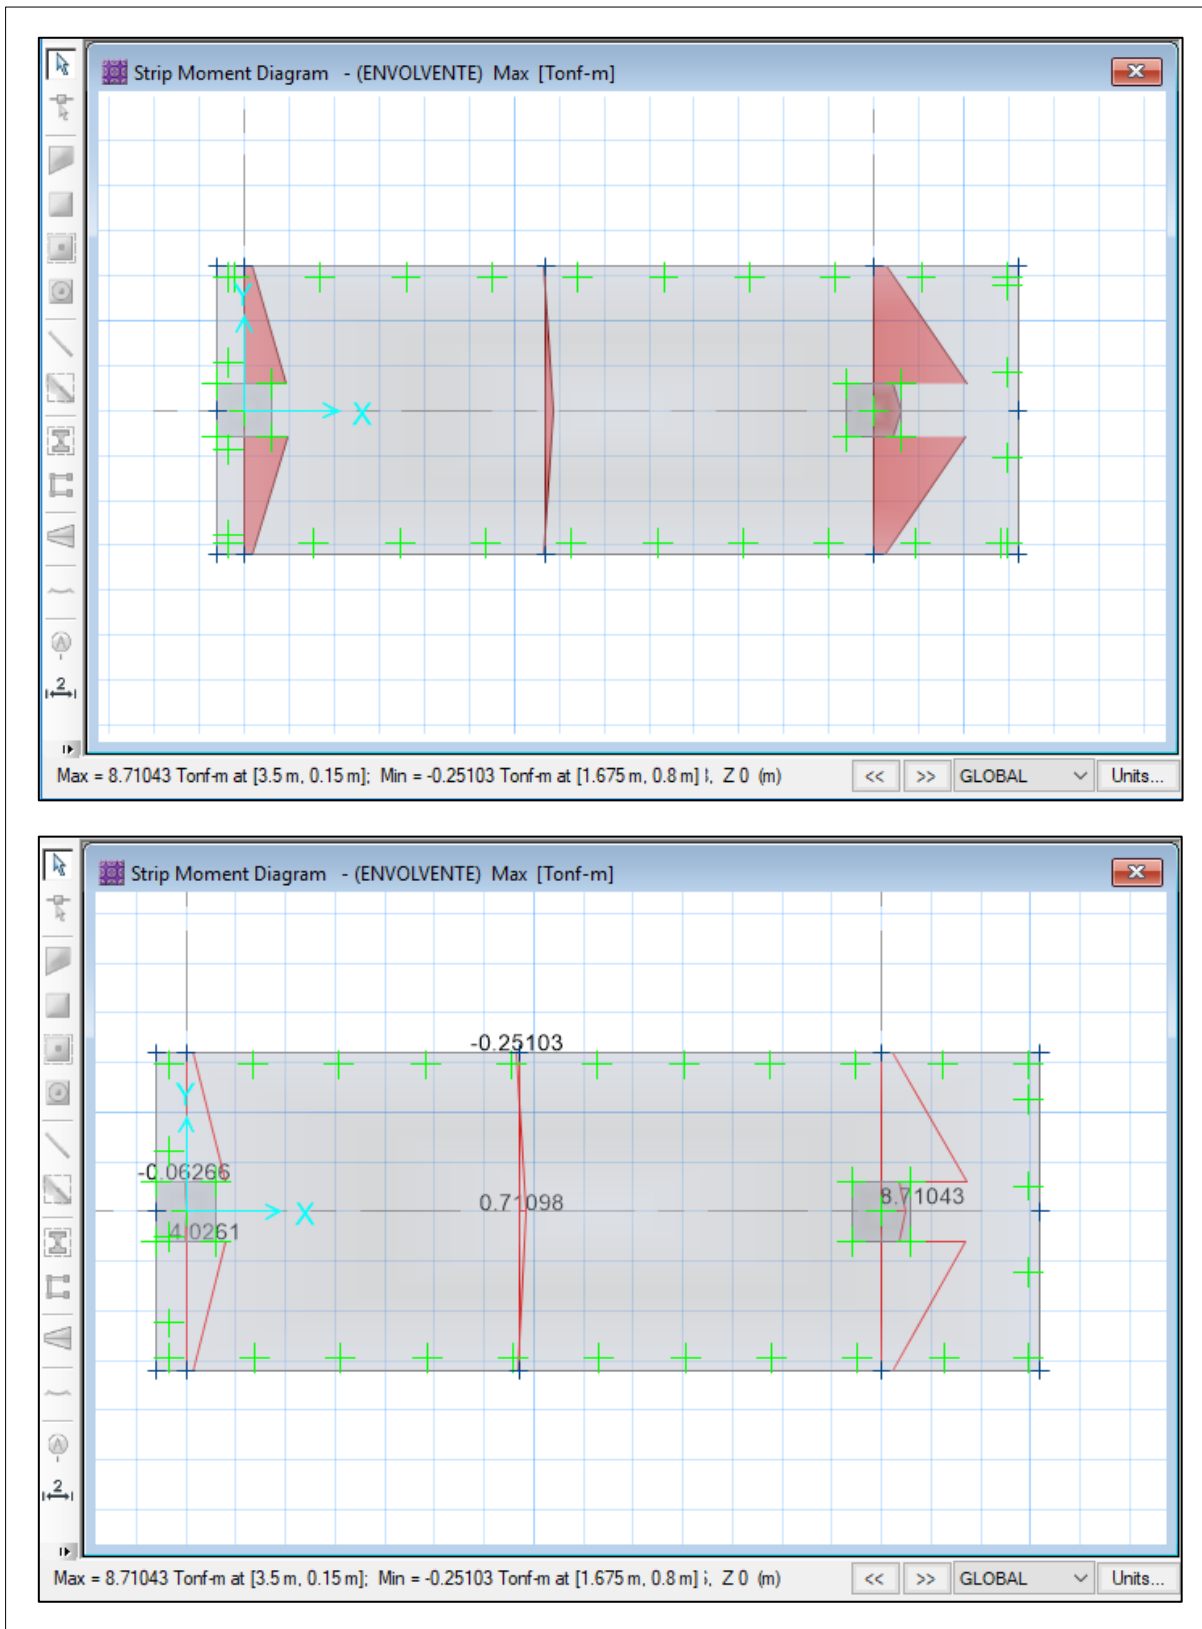 Strip Moment Diagram - (ENVOLVENTE) Max [Tonf-m]
Y
X
2
Max = 8.71043 Tonf-m at [3.5 m, 0.15 m]; Min = -0.25103 Tonf-m at [1.675 m, 0.8 m] Z 0 (m) << >> GLOBAL Units...
Strip Moment Diagram - (ENVOLVENTE) Max [Tonf-m]
-0.25103
Y
-0.06266
0.71098
8.71043
X
4.0261
2
Max = 8.71043 Tonf-m at [3.5 m, 0.15 m]; Min = -0.25103 Tonf-m at [1.675 m, 0.8 m] Z 0 (m) << >> GLOBAL Units...